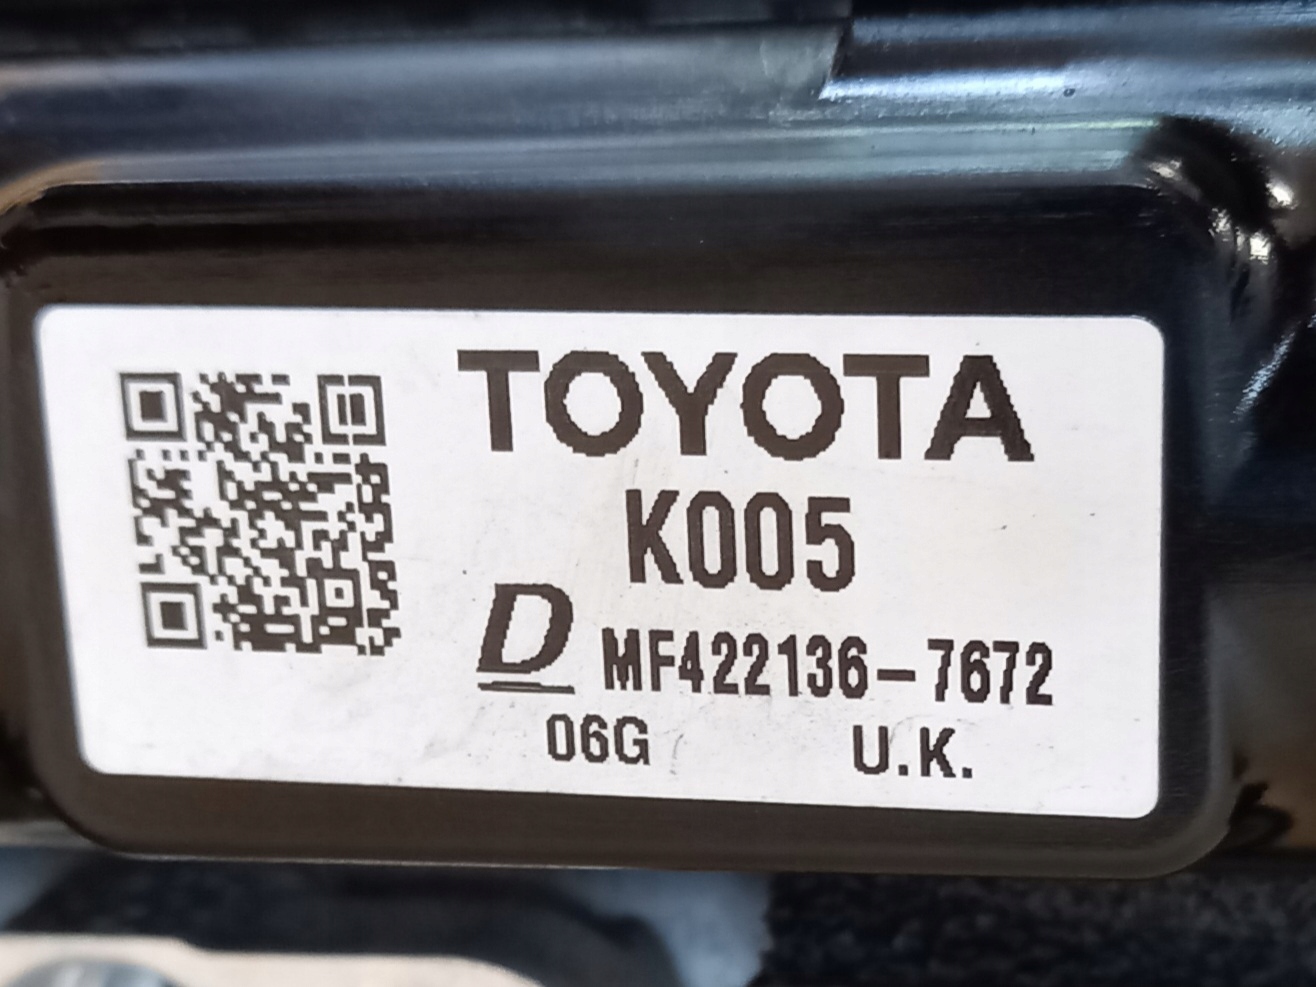 TOYOTA
K005
D MF422136-7672
06G U.K.